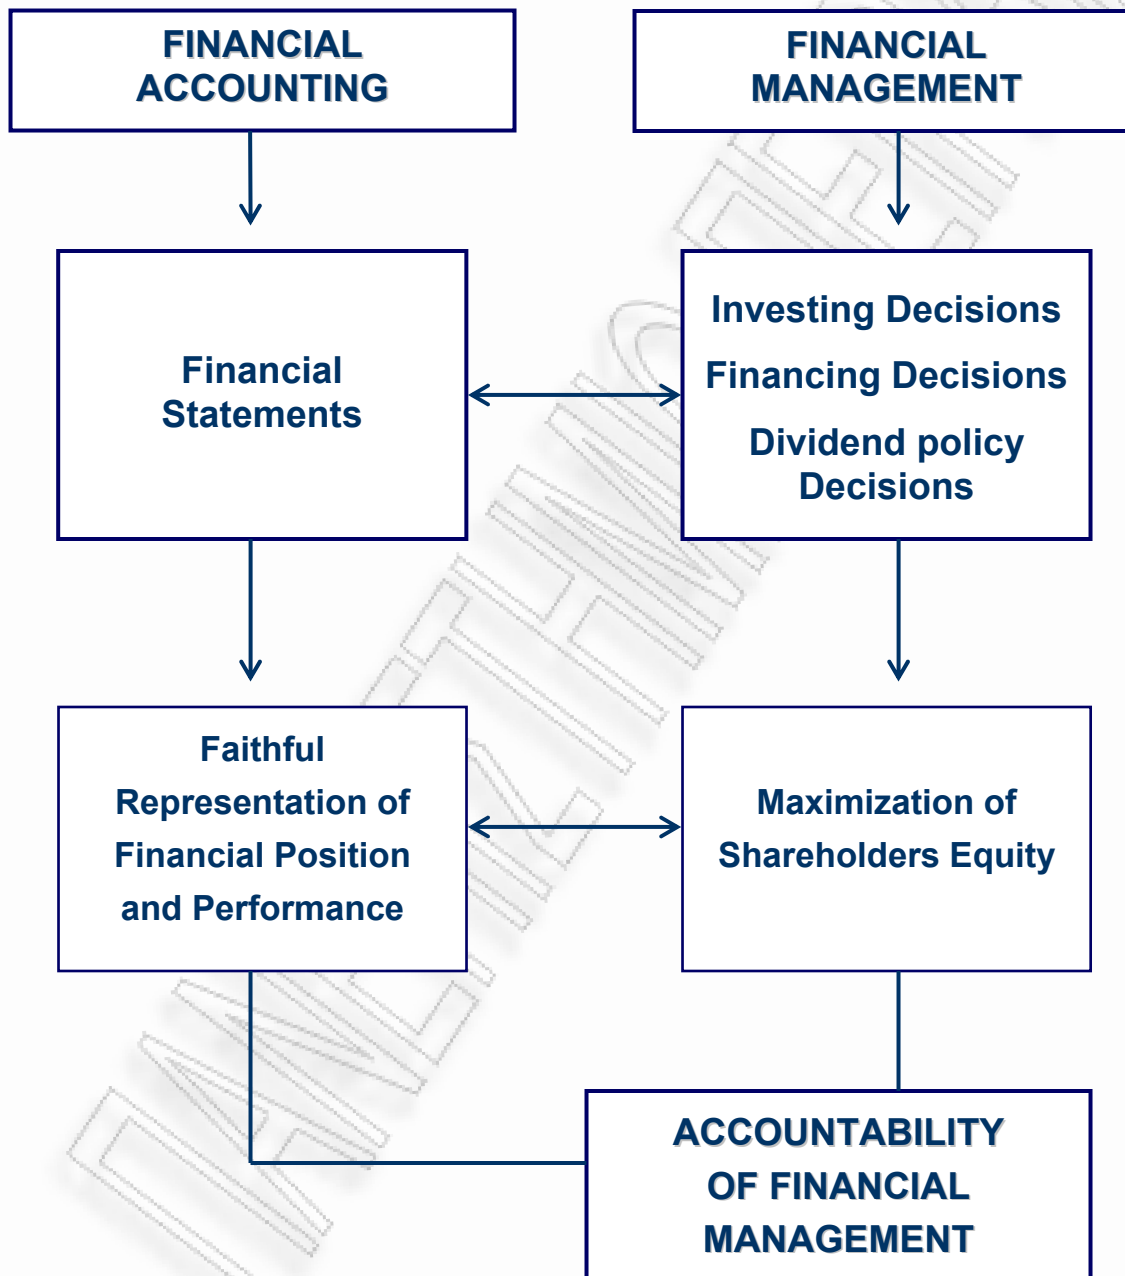 FINANCIAL
ACCOUNTING
FINANCIAL
MANAGEMENT
Financial
Statements
Investing Decisions
Financing Decisions
Dividend policy
Decisions
Faithful
Representation of
Financial Position
and Performance
Maximization of
Shareholders Equity
ACCOUNTABILITY
OF FINANCIAL
MANAGEMENT